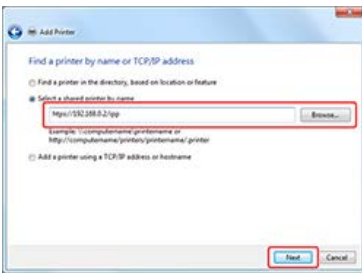 Add Printer
Find a printer by name or TCP/IP address
Find a printer in the directory, based on location or feature
Select a shared printer by name
https://192.168.0.2/ipp
Browse...
Example: \\computername\printername or
http://computername/printers/printername/.printer
Add a printer using a TCP/IP address or hostname
Next
Cancel